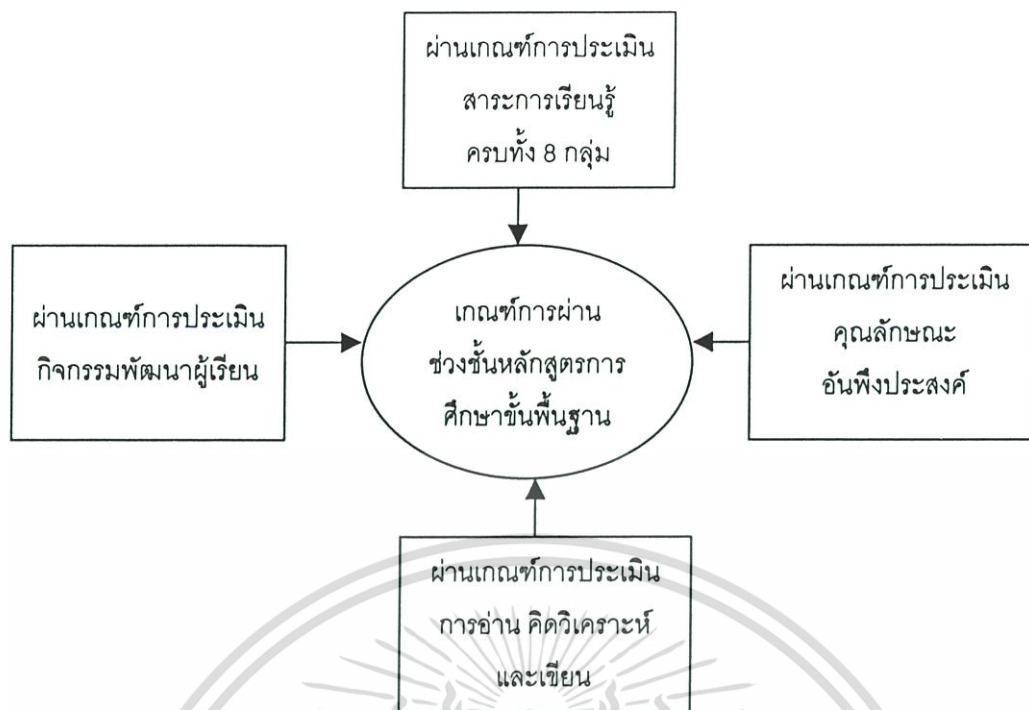 ผ่านเกณฑ์การประเมิน
สาระการเรียนรู้
ครบทั้ง 8 กลุ่ม
ผ่านเกณฑ์การประเมิน
กิจกรรมพัฒนาผู้เรียน
เกณฑ์การผ่าน
ช่วงชั้นหลักสูตรการ
ศึกษาขั้นพื้นฐาน
ผ่านเกณฑ์การประเมิน
คุณลักษณะ
อันพึงประสงค์
ผ่านเกณฑ์การประเมิน
การอ่าน คิดวิเคราะห์
และเขียน